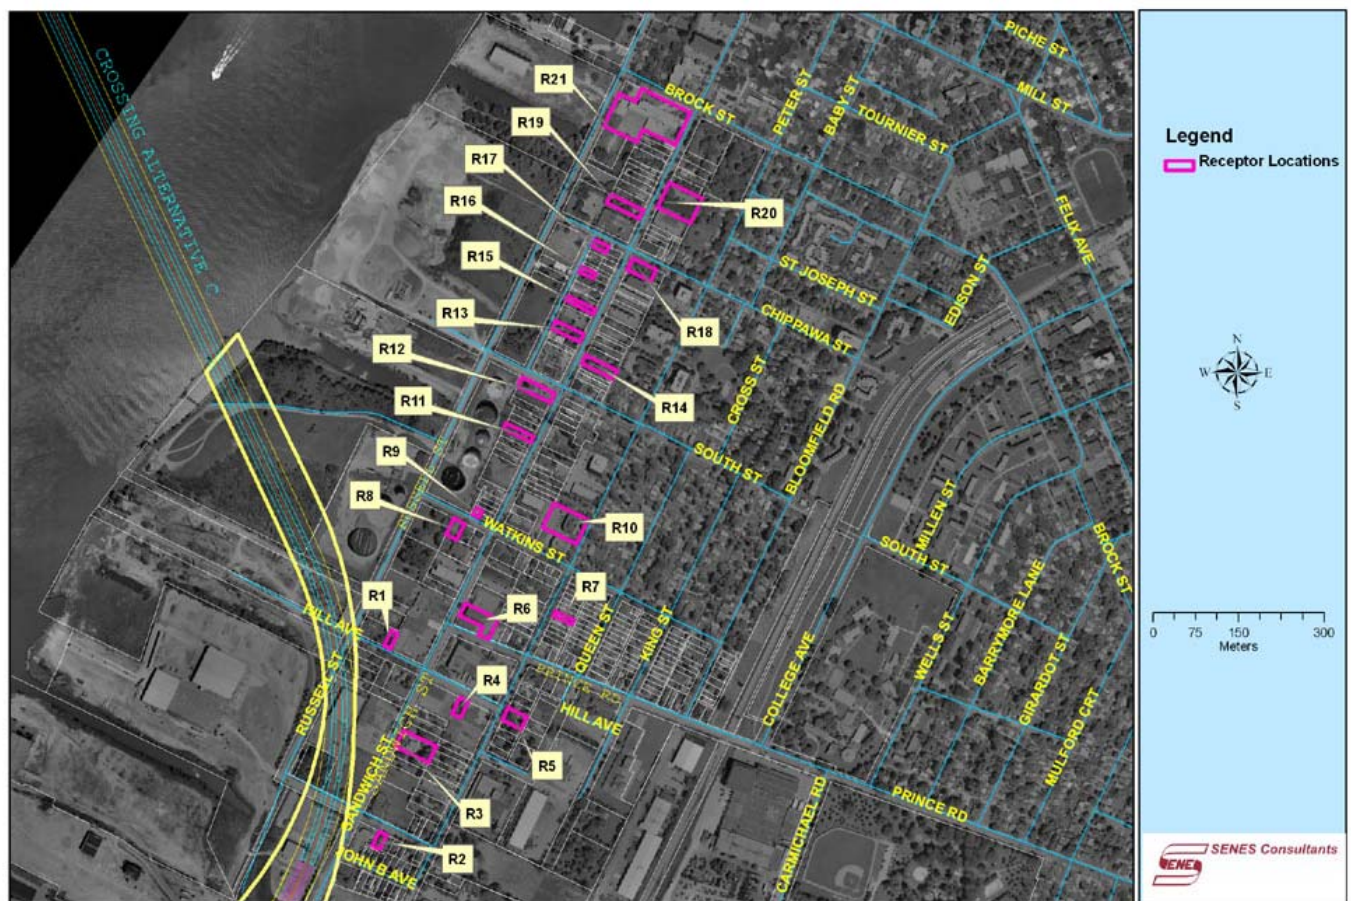 CROSSING ALTERNATIVE C
PICHE ST
MILL ST
R21
BROCK ST
PETER ST
BABY ST
TOURNIER ST
R19
R17
R16
R20
FELIX AVE
R15
ST JOSEPH ST
EDISON ST
R13
R18
CHIPPAWA ST
R12
CROSS ST
R14
R11
BLOOMFIELD RD
SOUTH ST
R9
R8
WATKINS ST
R10
MILLEN ST
SOUTH ST
BROCK ST
R1
R6
R7
HILL AVE
QUEEN ST
KING ST
BARRYMORE LANE
WELLS ST
GIRARDOT ST
RUSSELL ST
R4
PRINCE RD
HILL AVE
COLLEGE AVE
MULFORD CRT
R5
SANDWICH ST
R3
PRINCE RD
CARMICHAEL RD
R2
JOHN B AVE
Legend
Receptor Locations
N
W E
S
0 75 150 300
Meters
SENES
SENES Consultants